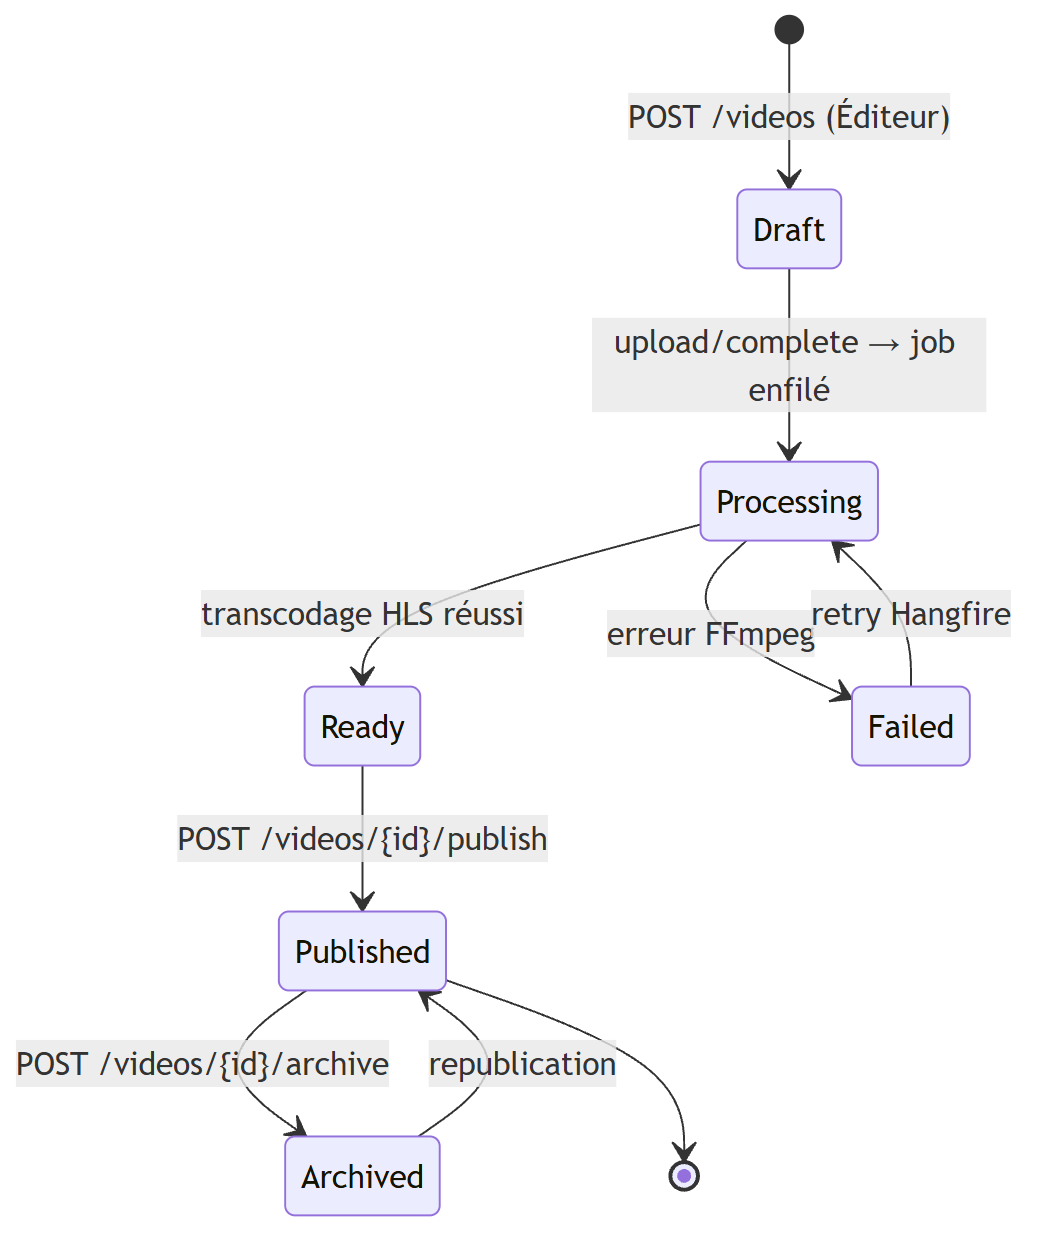 POST /videos (Éditeur)
Draft
upload/complete → job
enfilé
Processing
transcodage HLS réussi
erreur FFmpeg
retry Hangfire
Ready
Failed
POST /videos/{id}/publish
Published
POST /videos/{id}/archive
republication
Archived